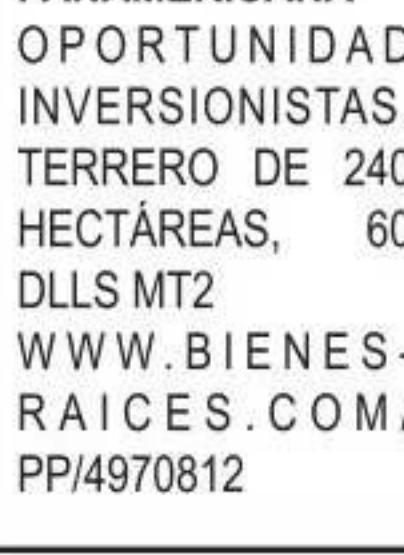 OPORTUNIDAD
INVERSIONISTAS
TERRERO DE 240
HECTÁREAS, 60
DLLS MT2
WWW.BIENES-
RAICES.COM/
PP/4970812